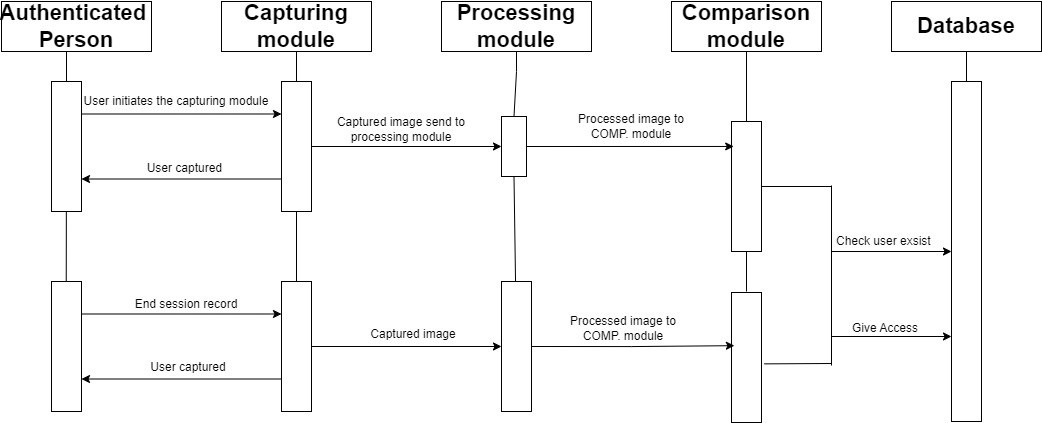 Authenticated
Person
Capturing
module
Processing
module
Comparison
module
Database
User initiates the capturing module
Captured image send to
processing module
Processed image to
COMP. module
User captured
Check user exsist
End session record
Captured image
Processed image to
COMP. module
Give Access
User captured